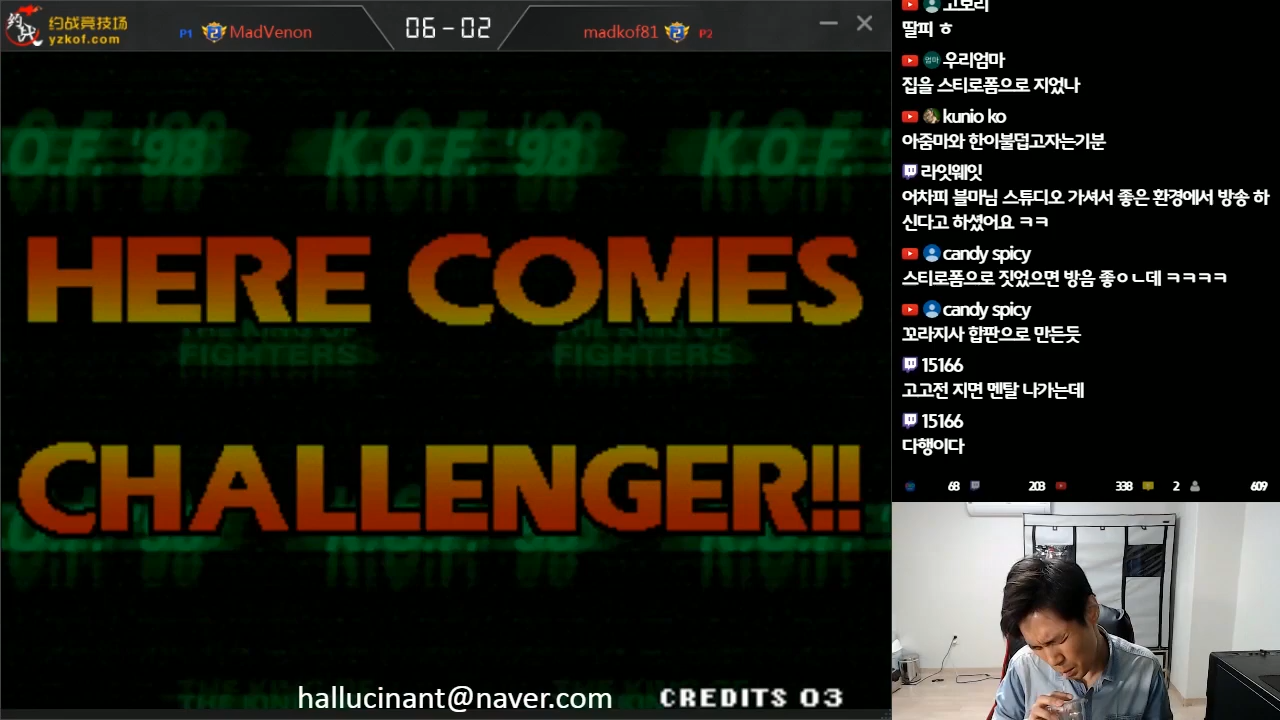 约战竞技场
yzkof.com
P1 MadVenon
06-02
madkof81 P2
K.O.F. '98
HERE COMES
FIGHTERS
FIGHTERS
CHALLENGER!!
hallucinant@naver.com
CREDITS 03
고보리
딸피 ㅎ
우리엄마
집을 스티로폼으로 지었나
kunio ko
아줌마와 한이불덥고자는기분
라잇웨잇
어차피 블마님 스튜디오 가셔서 좋은 환경에서 방송 하
신다고 하셨어요 ㅋㅋ
candy spicy
스티로폼으로 짓었으면 방음 좋ㅇㄴ데 ㅋㅋㅋㅋ
candy spicy
꼬라지사 합판으로 만든듯
15166
고고전 지면 멘탈 나가는데
15166
다행이다
68 203 338 2 609